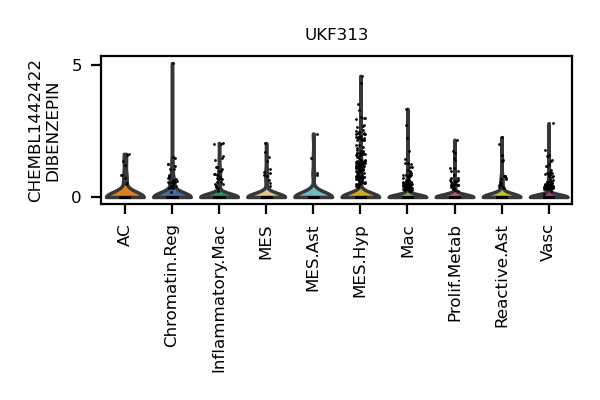 UKF313
CHEMBL1442422
DIBENZEPIN
5
0
AC
Chromatin.Reg
Inflammatory.Mac
MES
MES.Ast
MES.Hyp
Mac
Prolif.Metab
Reactive.Ast
Vasc